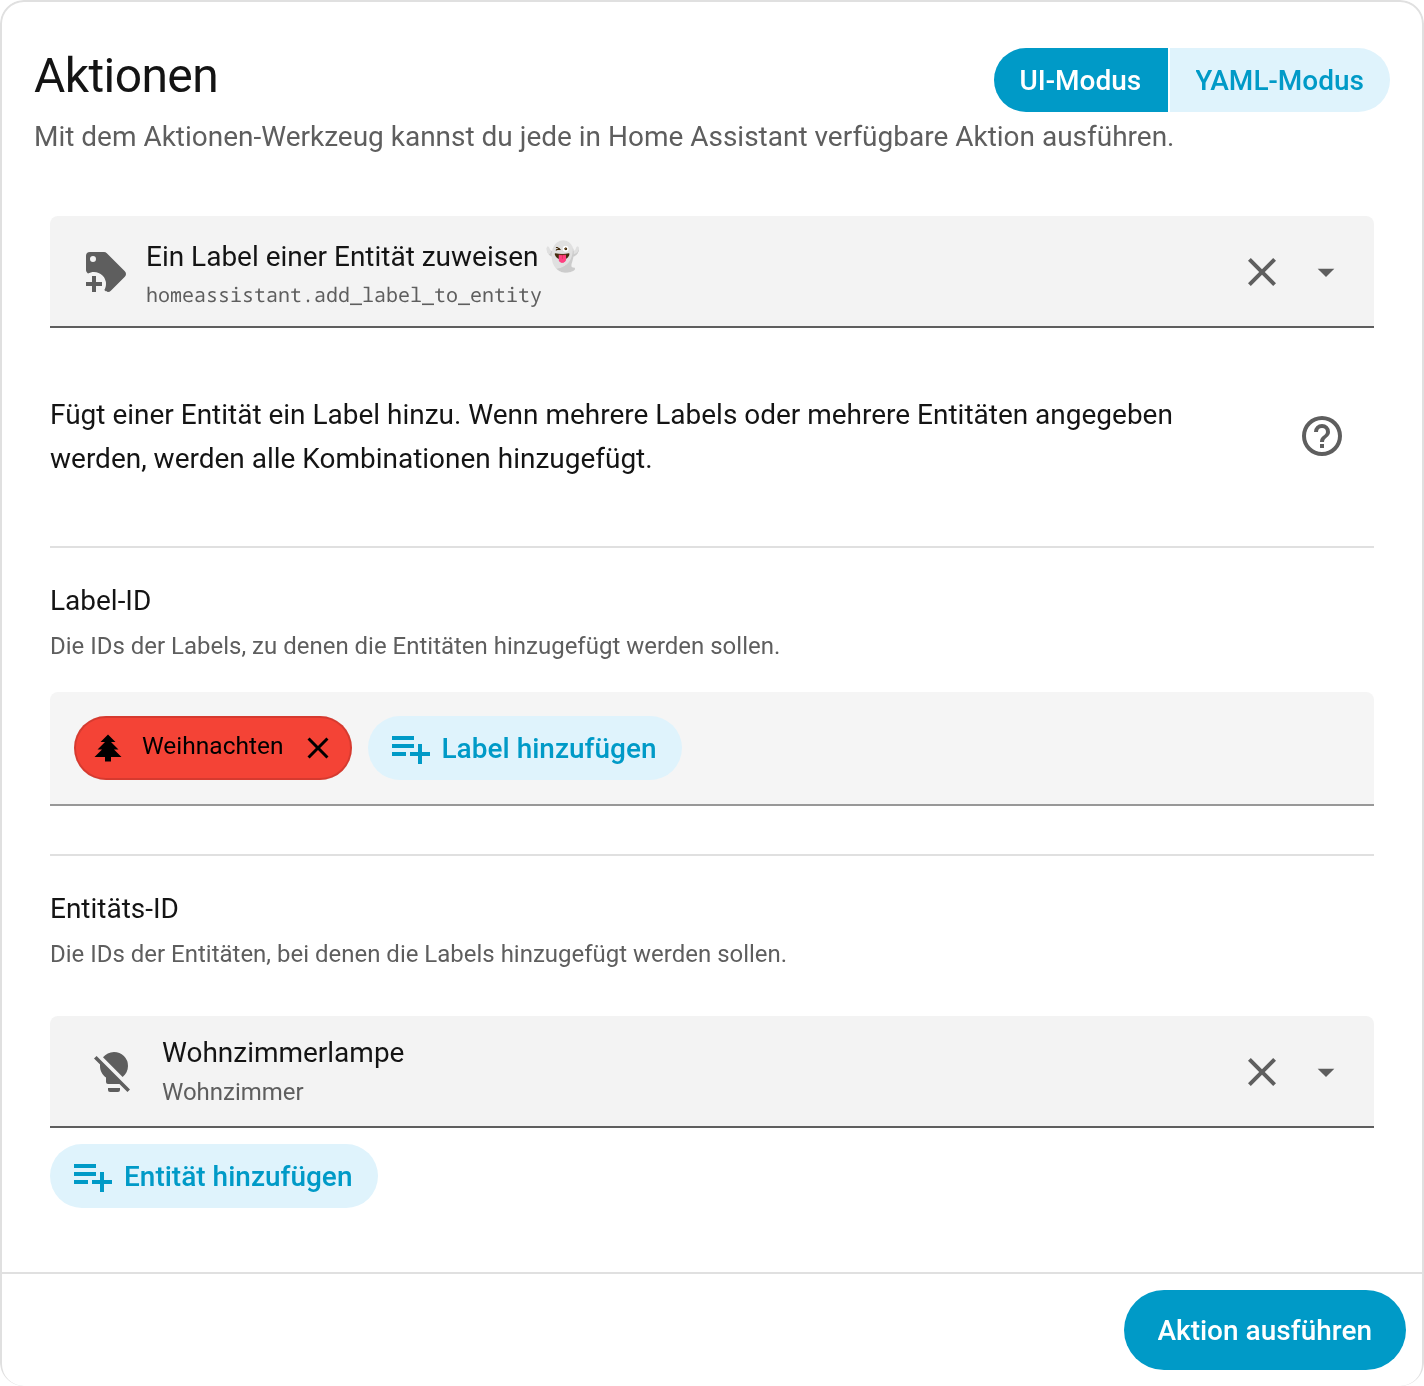 Aktionen
UI-Modus
YAML-Modus
Mit dem Aktionen-Werkzeug kannst du jede in Home Assistant verfügbare Aktion ausführen.
Ein Label einer Entität zuweisen 👻
homeassistant.add_label_to_entity
Fügt einer Entität ein Label hinzu. Wenn mehrere Labels oder mehrere Entitäten angegeben
werden, werden alle Kombinationen hinzugefügt.
Label-ID
Die IDs der Labels, zu denen die Entitäten hinzugefügt werden sollen.
Weihnachten
Label hinzufügen
Entitäts-ID
Die IDs der Entitäten, bei denen die Labels hinzugefügt werden sollen.
Wohnzimmerlampe
Wohnzimmer
Entität hinzufügen
Aktion ausführen